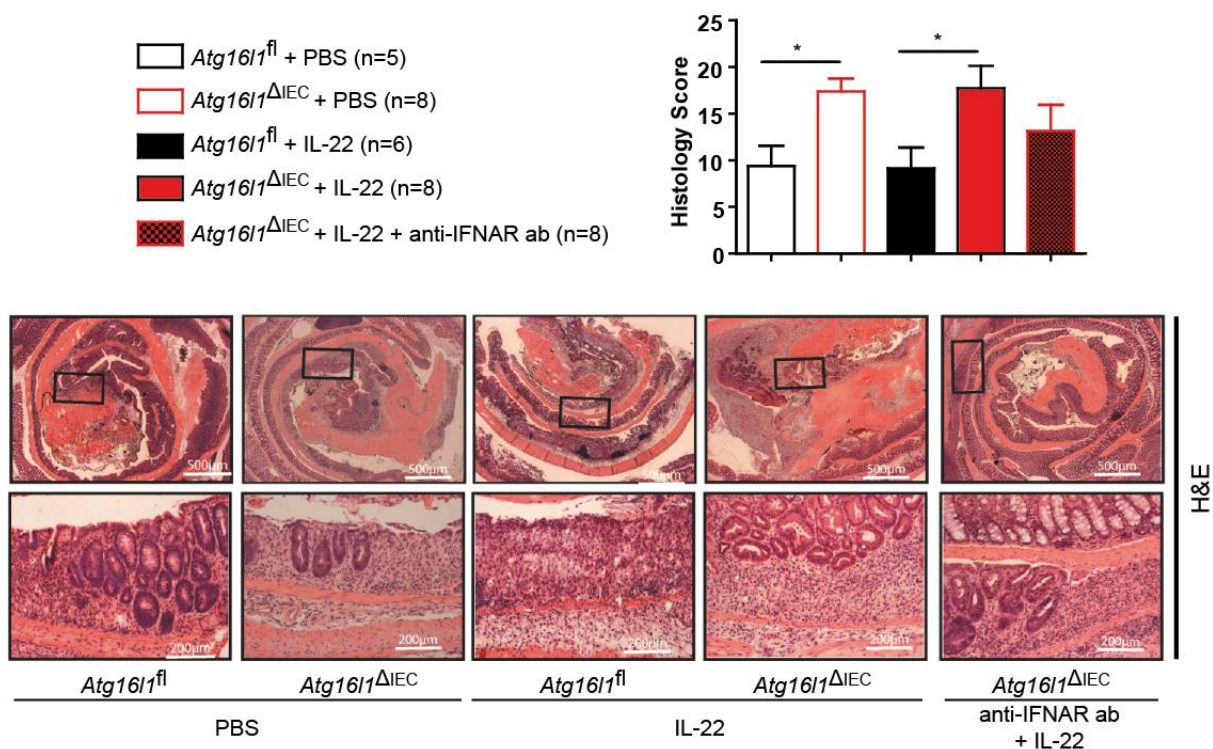 Atg16l1fl + PBS (n=5)
Atg16l1ΔIEC + PBS (n=8)
Atg16l1fl + IL-22 (n=6)
Atg16l1ΔIEC + IL-22 (n=8)
Atg16l1ΔIEC + IL-22 + anti-IFNAR ab (n=8)
Histology Score
25
20
15
10
5
0
*
*
500µm
500µm
500µm
500µm
500µm
200µm
200µm
200µm
200µm
200µm
H&E
Atg16l1fl
Atg16l1ΔIEC
Atg16l1fl
Atg16l1ΔIEC
Atg16l1ΔIEC
PBS
IL-22
anti-IFNAR ab
+ IL-22